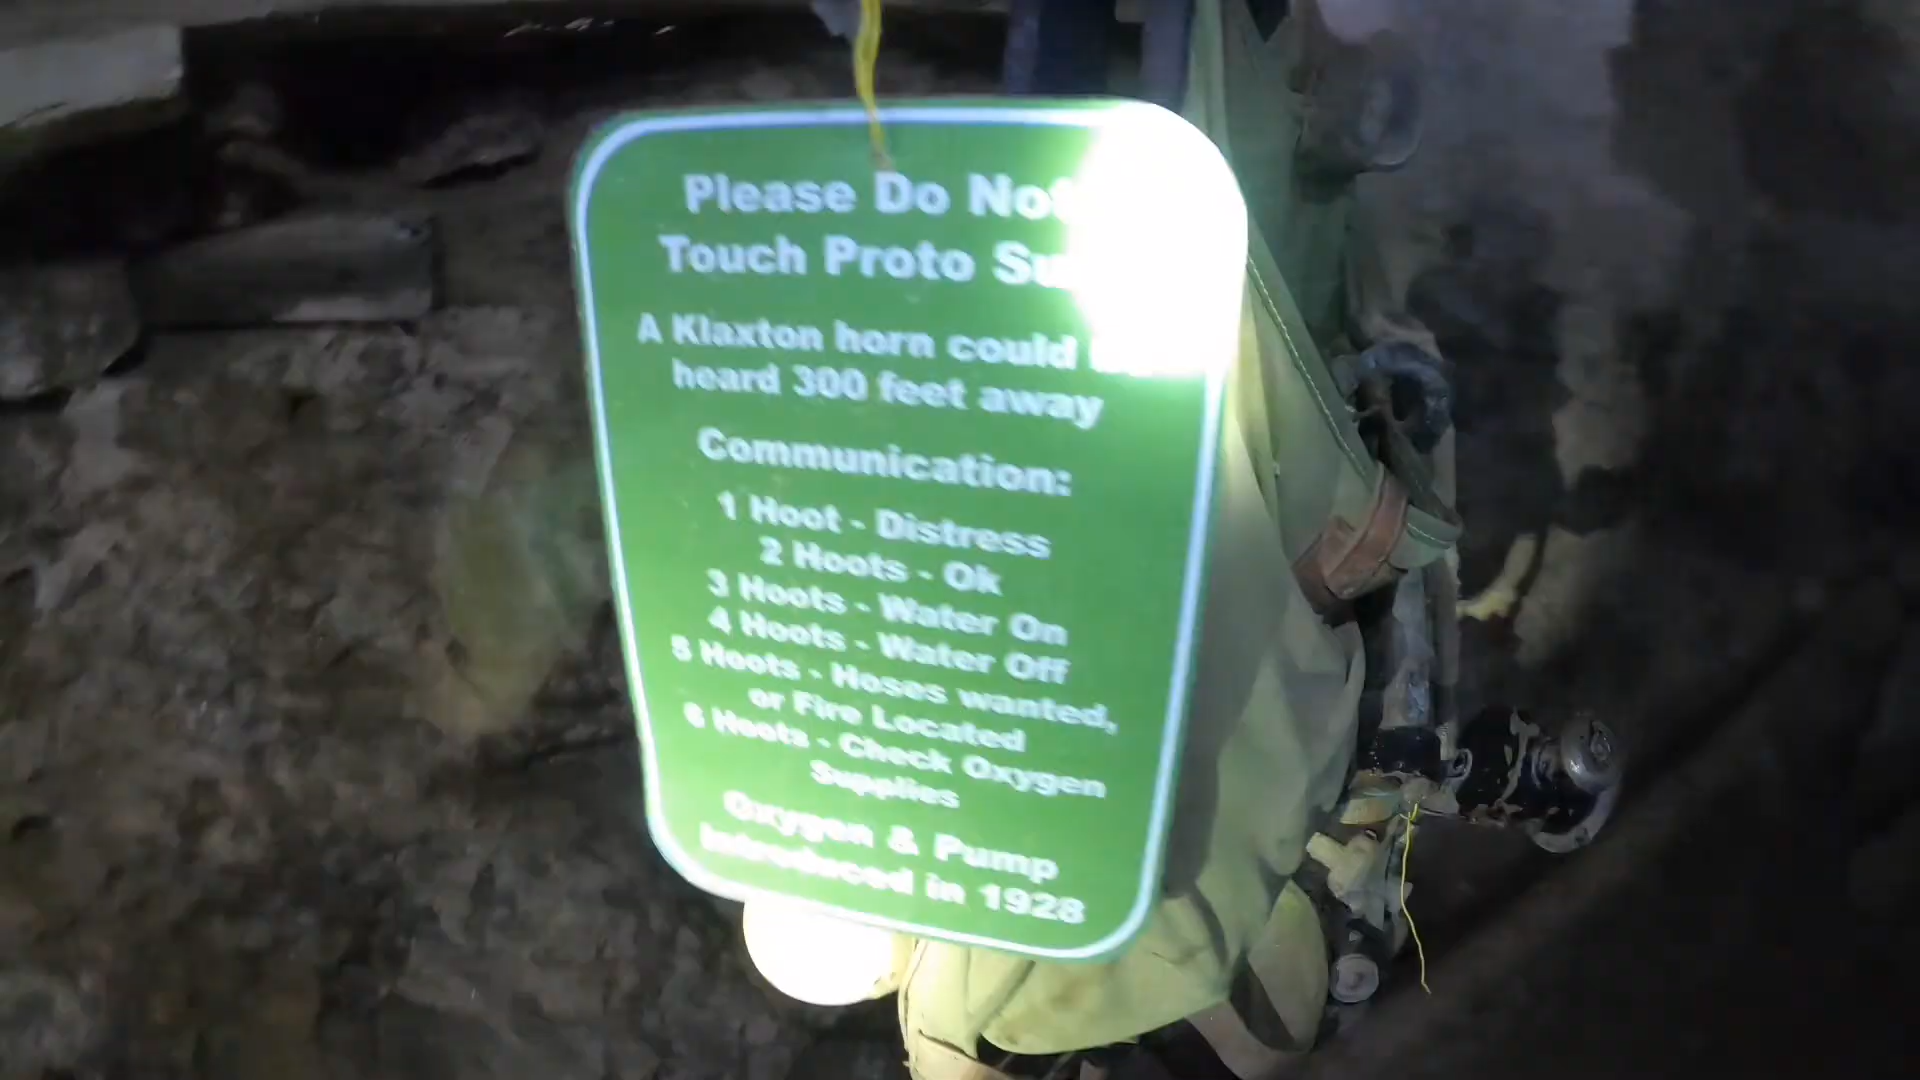 Please Do Not
Touch Proto
A Klaxton horn could
heard 300 feet away
Communication:
1 Hoot - Distress
2 Hoots - Ok
3 Hoots - Water On
4 Hoots - Water Off
5 Hoots - Hoses wanted,
or Fire Located
6 Hoots - Check Oxygen
Supplies
Oxygen & Pump
Introduced in 1928